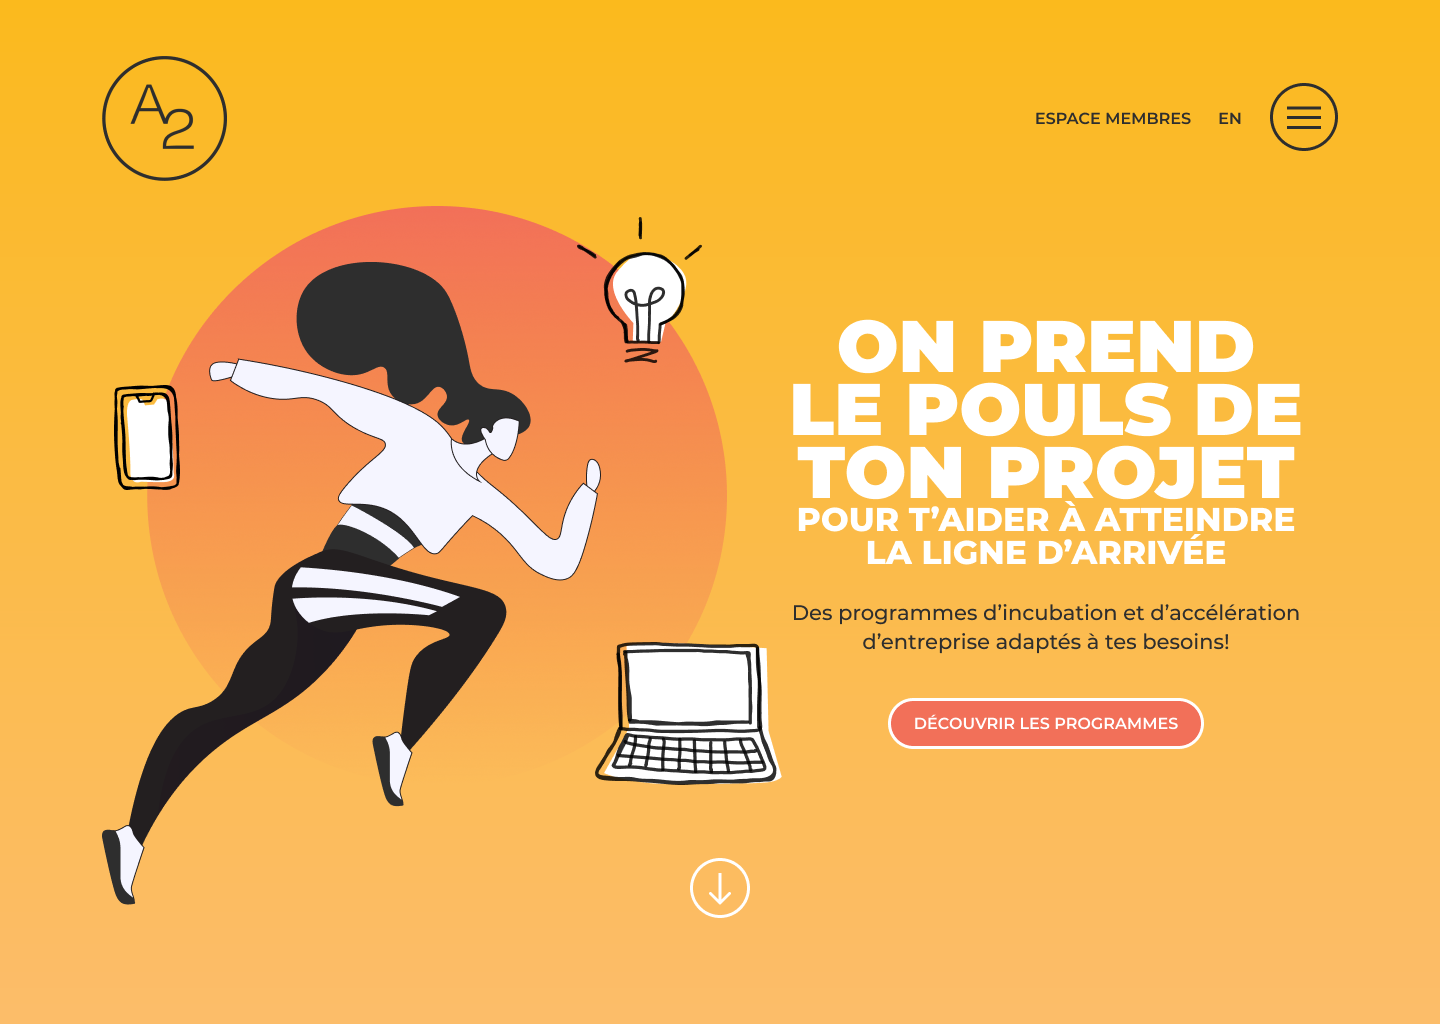 A2
ESPACE MEMBRES EN
ON PREND
LE POULS DE
TON PROJET
POUR T’AIDER À ATTEINDRE
LA LIGNE D’ARRIVÉE
Des programmes d’incubation et d’accélération
d’entreprise adaptés à tes besoins!
DÉCOUVRIR LES PROGRAMMES